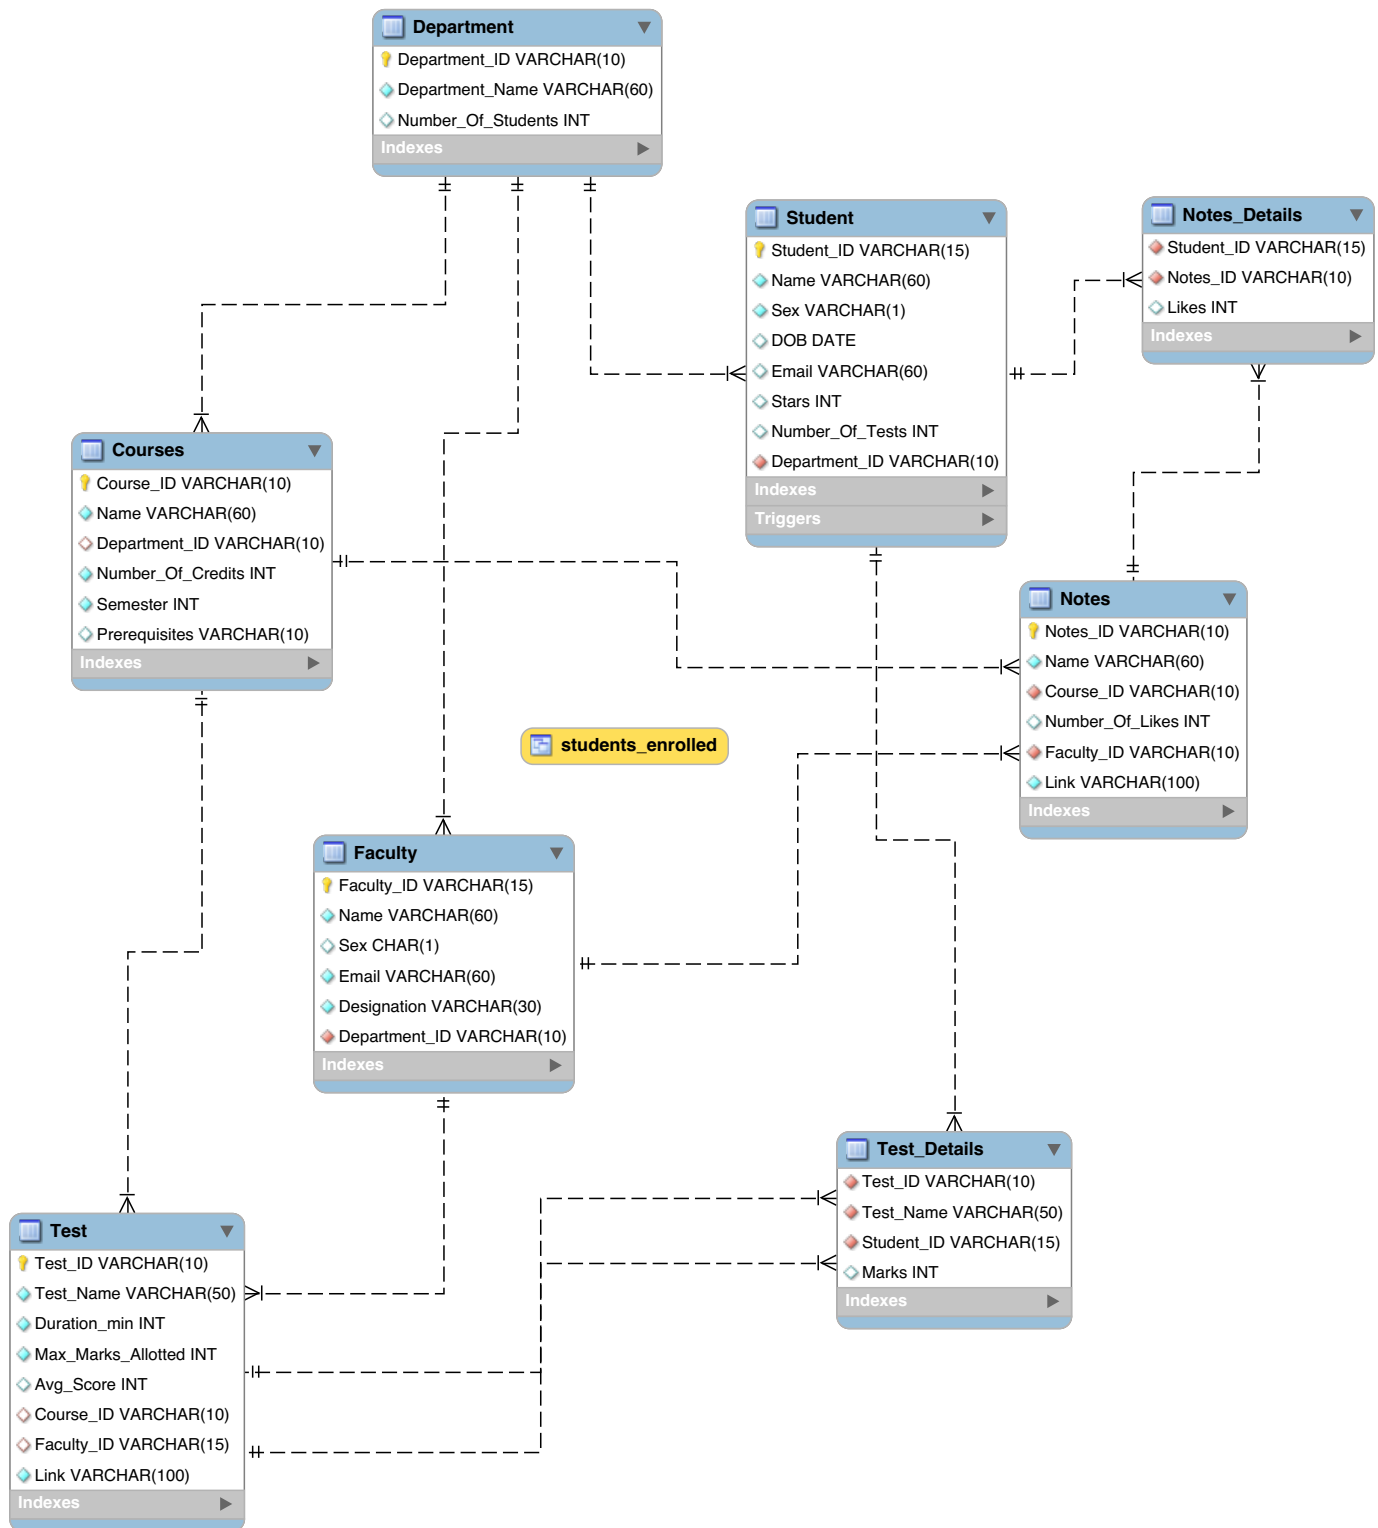 Department
Department_ID VARCHAR(10)
Department_Name VARCHAR(60)
Number_Of_Students INT
Indexes
Student
Student_ID VARCHAR(15)
Name VARCHAR(60)
Sex VARCHAR(1)
DOB DATE
Email VARCHAR(60)
Stars INT
Number_Of_Tests INT
Department_ID VARCHAR(10)
Indexes
Triggers
Notes_Details
Student_ID VARCHAR(15)
Notes_ID VARCHAR(10)
Likes INT
Indexes
Courses
Course_ID VARCHAR(10)
Name VARCHAR(60)
Department_ID VARCHAR(10)
Number_Of_Credits INT
Semester INT
Prerequisites VARCHAR(10)
Indexes
Notes
Notes_ID VARCHAR(10)
Name VARCHAR(60)
Course_ID VARCHAR(10)
Number_Of_Likes INT
Faculty_ID VARCHAR(10)
Link VARCHAR(100)
Indexes
students_enrolled
Faculty
Faculty_ID VARCHAR(15)
Name VARCHAR(60)
Sex CHAR(1)
Email VARCHAR(60)
Designation VARCHAR(30)
Department_ID VARCHAR(10)
Indexes
Test_Details
Test_ID VARCHAR(10)
Test_Name VARCHAR(50)
Student_ID VARCHAR(15)
Marks INT
Indexes
Test
Test_ID VARCHAR(10)
Test_Name VARCHAR(50)
Duration_min INT
Max_Marks_Allotted INT
Avg_Score INT
Course_ID VARCHAR(10)
Faculty_ID VARCHAR(15)
Link VARCHAR(100)
Indexes